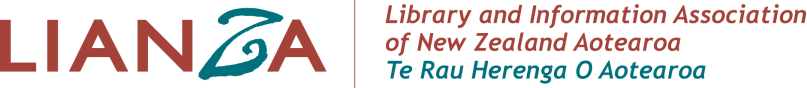 LIANZA
Library and Information Association
of New Zealand Aotearoa
Te Rau Herenga O Aotearoa